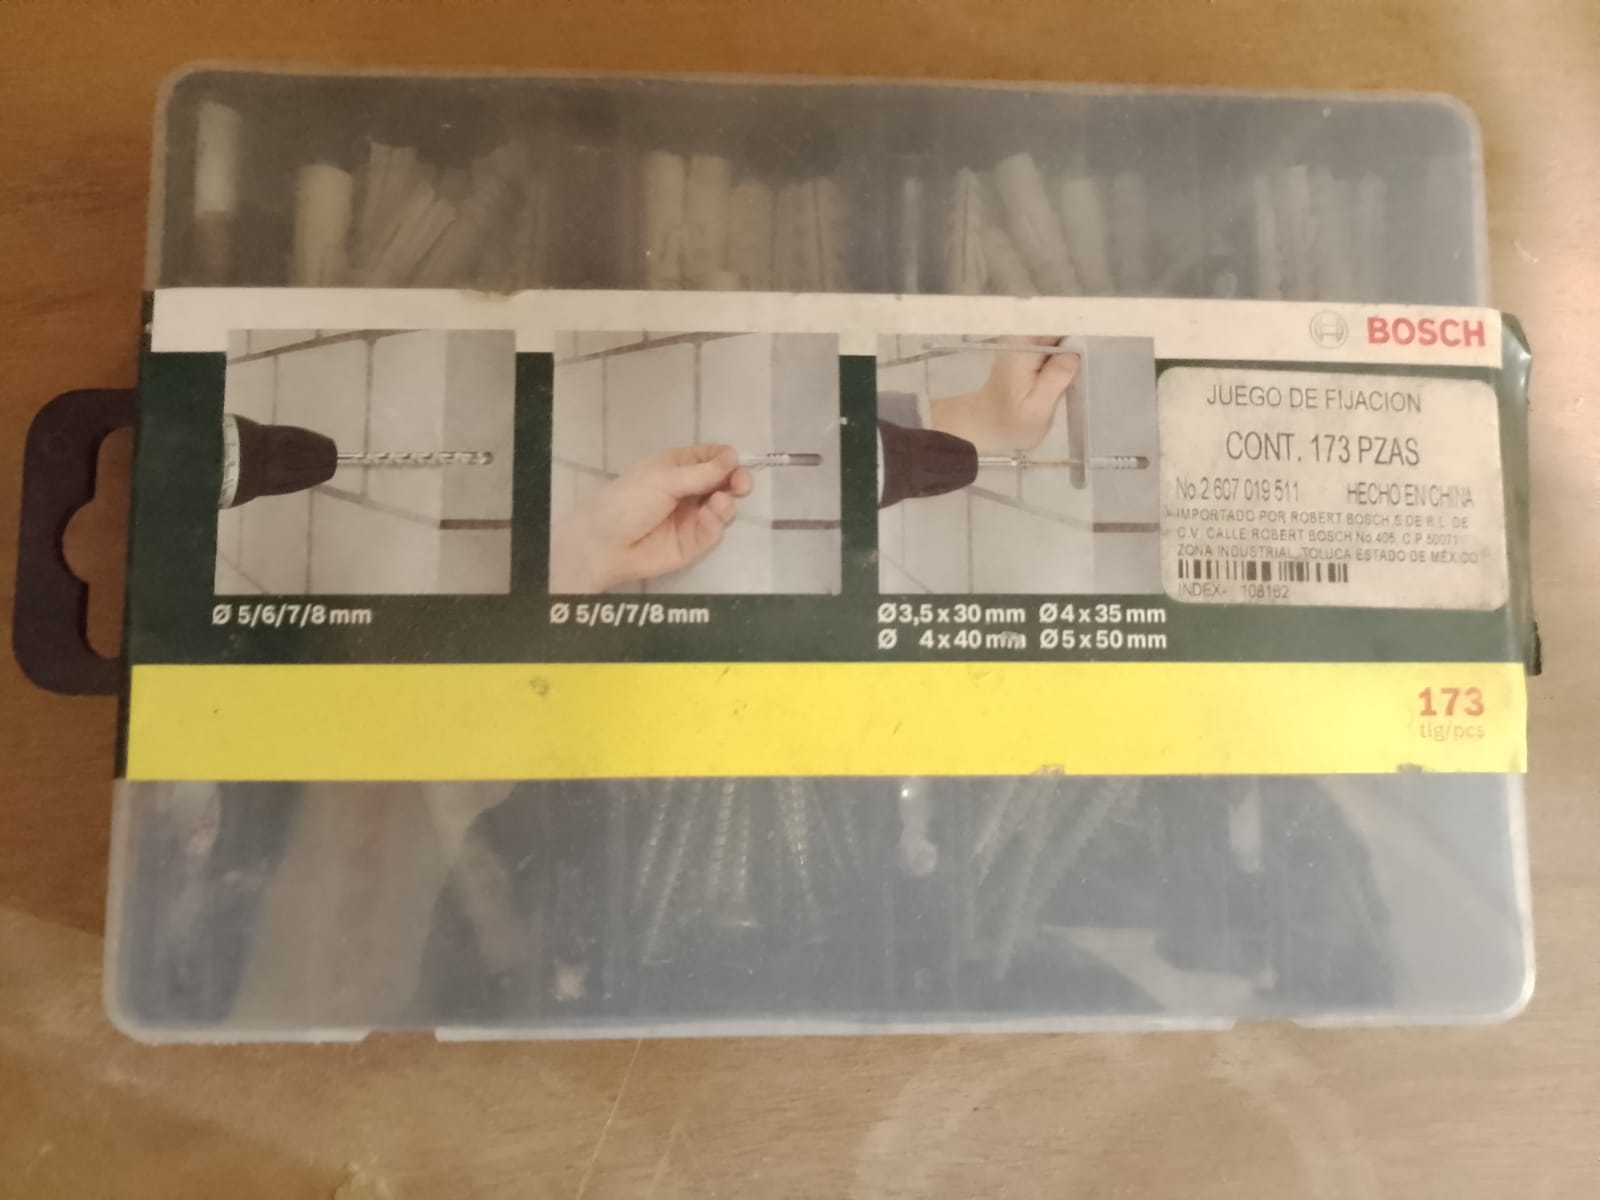 BOSCH
JUEGO DE FIJACION
CONT. 173 PZAS
No.2 607 019 511 HECHO EN CHINA
IMPORTADO POR ROBERT BOSCH,S DE R.L. DE
C.V. CALLE ROBERT BOSCH No 405, C P 50071
ZONA INDUSTRIAL, TOLUCA ESTADO DE MEXICO
INDEX- 108162
Ø 5/6/7/8 mm
Ø 5/6/7/8 mm
Ø3,5 x 30 mm Ø4 x 35 mm
Ø 4 x 40 mm Ø5 x 50 mm
173
tlg/pcs